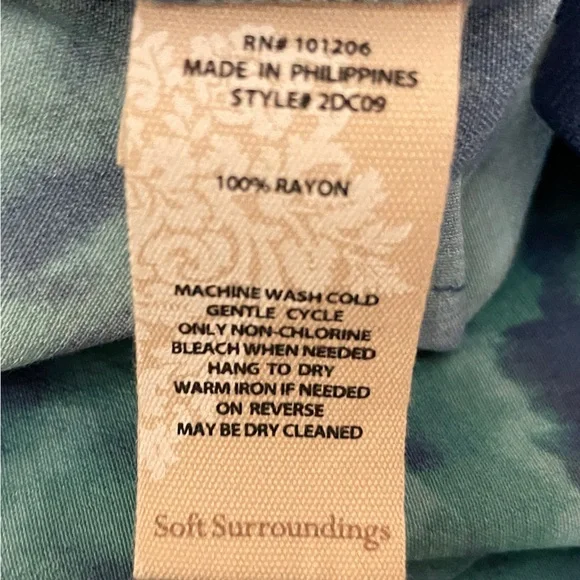 RN# 101206
MADE IN PHILIPPINES
STYLE# 2DC09
100% RAYON
MACHINE WASH COLD
GENTLE CYCLE
ONLY NON-CHLORINE
BLEACH WHEN NEEDED
HANG TO DRY
WARM IRON IF NEEDED
ON REVERSE
MAY BE DRY CLEANED
Soft Surroundings